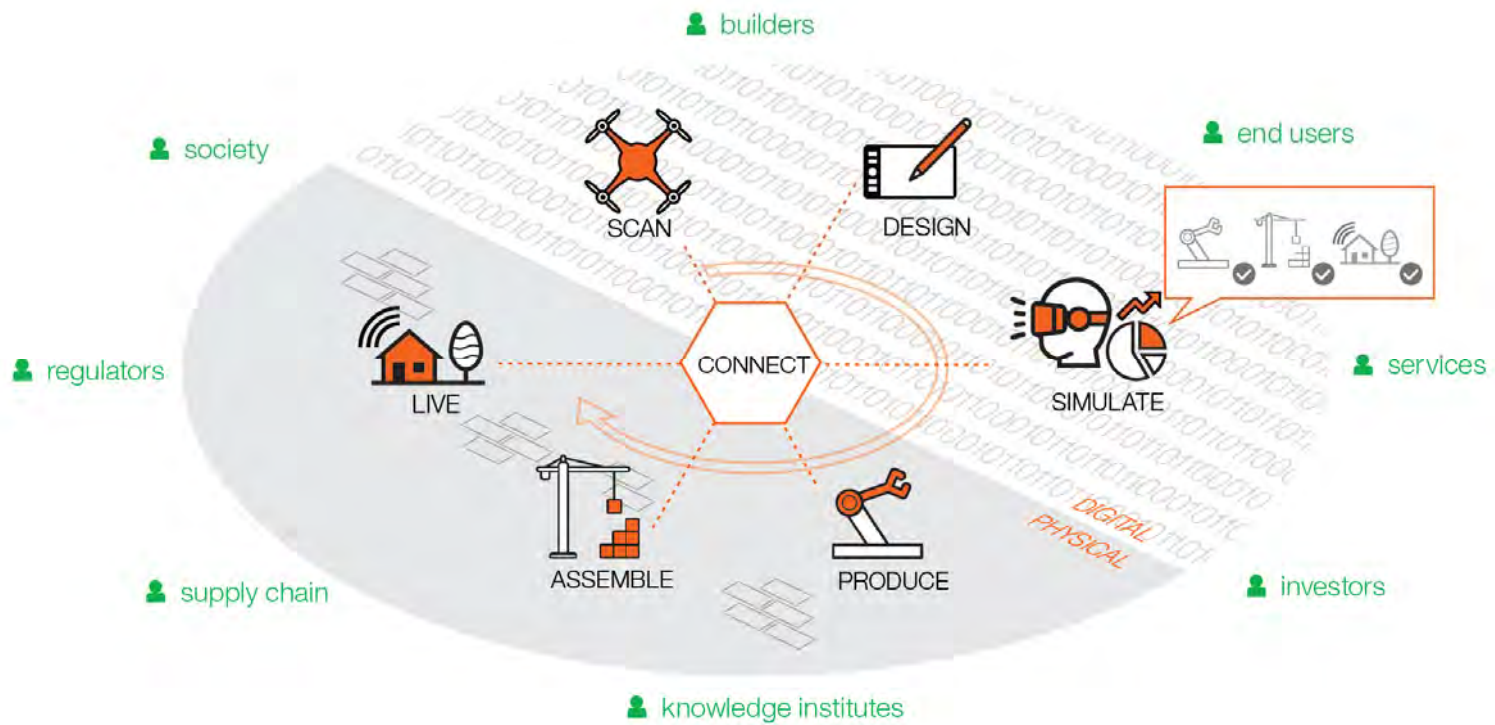 builders
society
end users
SCAN
DESIGN
regulators
CONNECT
services
LIVE
SIMULATE
DIGITAL
PHYSICAL
ASSEMBLE
PRODUCE
supply chain
investors
knowledge institutes